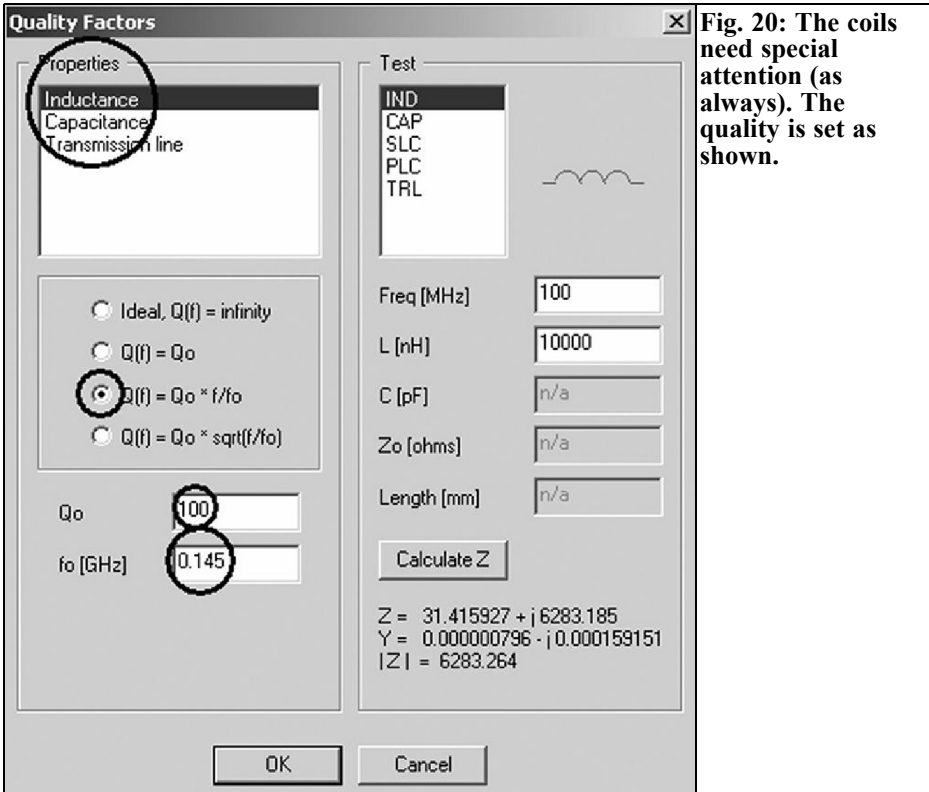 Quality Factors
Properties
Inductance
Capacitance
Transmission line
Ideal, Q(f) = infinity
Q(f) = Qo
Q(f) = Qo * f/fo
Q(f) = Qo * sqrt(f/fo)
Qo 100
fo [GHz] 0.145
Test
IND
CAP
SLC
PLC
TRL
Freq [MHz] 100
L [nH] 10000
C [pF] n/a
Zo [ohms] n/a
Length [mm] n/a
Calculate Z
Z = 31.415927 + j 6283.185
Y = 0.000000796 - j 0.000159151
|Z| = 6283.264
OK
Cancel
Fig. 20: The coils
need special
attention (as
always). The
quality is set as
shown.